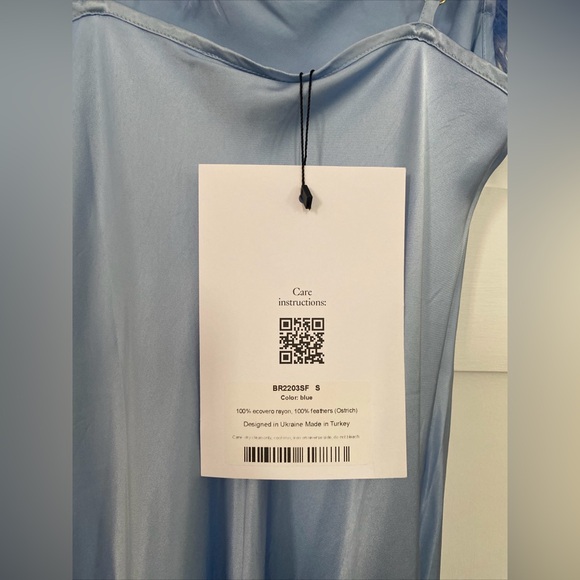 Care
instructions:
BR2203SF S
Color: blue
100% ecovero rayon, 100% feathers (Ostrich)
Designed in Ukraine Made in Turkey